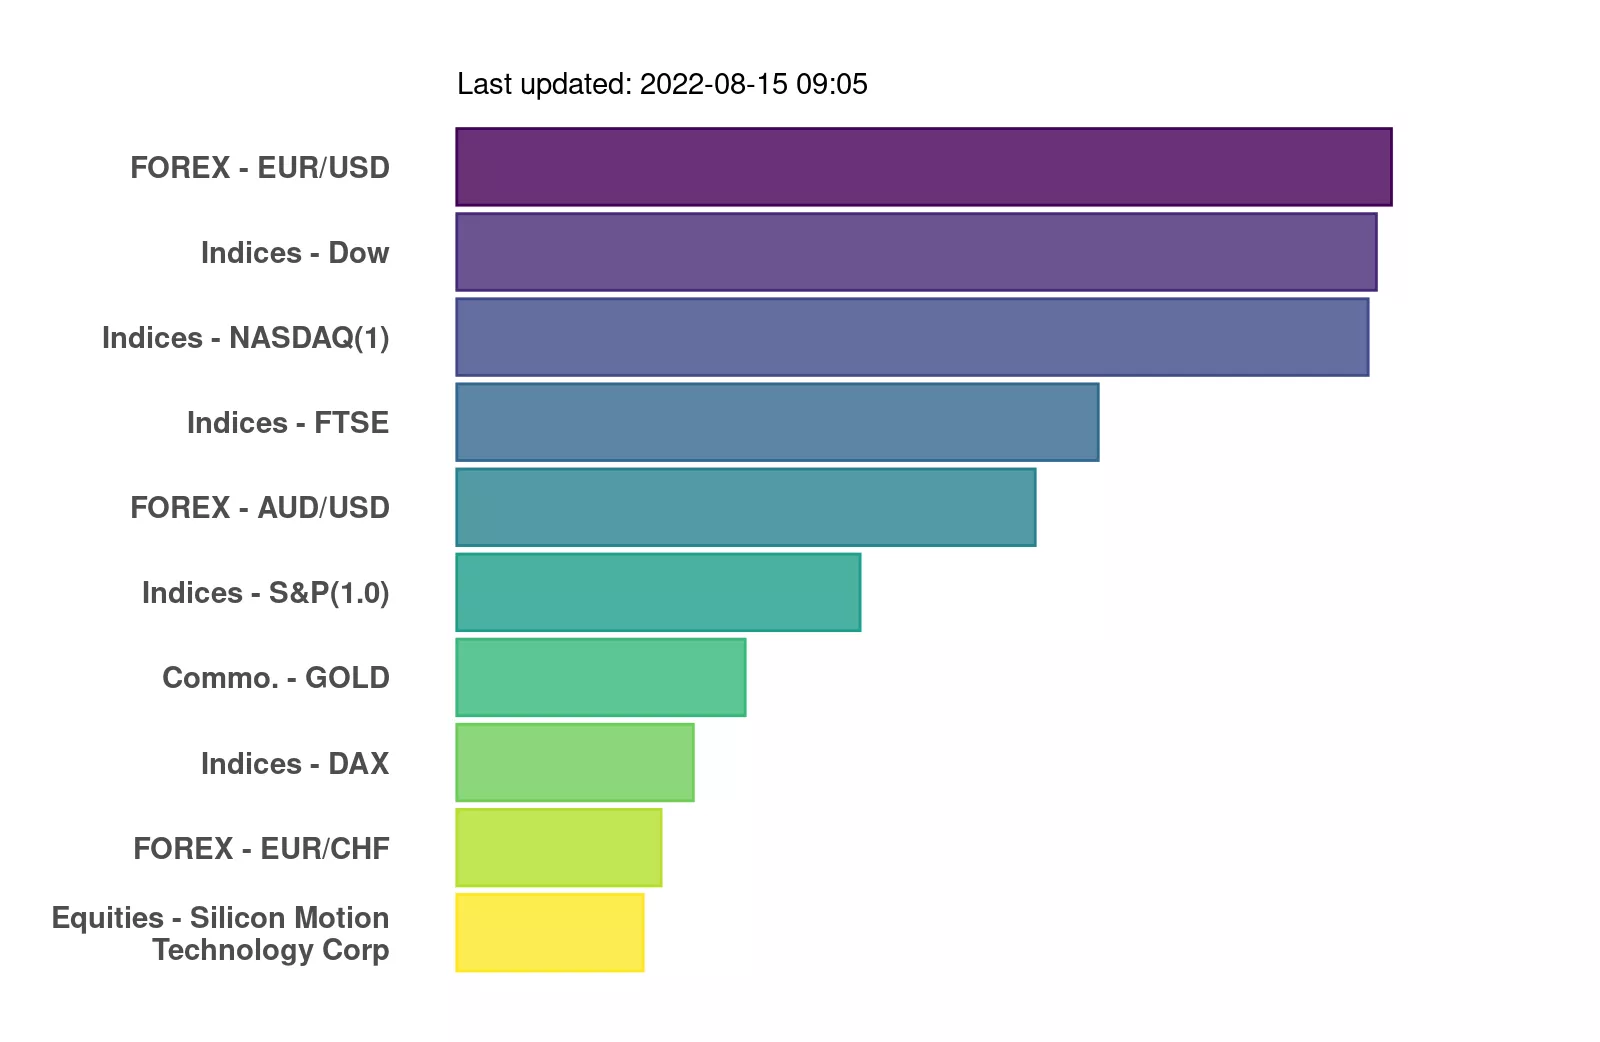 Last updated: 2022-08-15 09:05
FOREX - EUR/USD
Indices - Dow
Indices - NASDAQ(1)
Indices - FTSE
FOREX - AUD/USD
Indices - S&P(1.0)
Commo. - GOLD
Indices - DAX
FOREX - EUR/CHF
Equities - Silicon Motion
Technology Corp